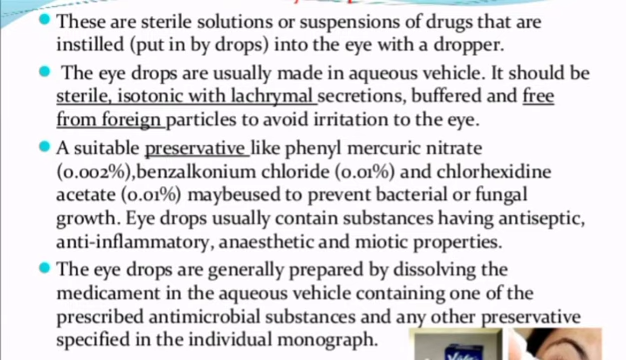 These are sterile solutions or suspensions of drugs that are
instilled (put in by drops) into the eye with a dropper.
The eye drops are usually made in aqueous vehicle. It should be
sterile, isotonic with lachrymal secretions, buffered and free
from foreign particles to avoid irritation to the eye.
A suitable preservative like phenyl mercuric nitrate
(0.002%),benzalkonium chloride (0.01%) and chlorhexidine
acetate (0.01%) maybeused to prevent bacterial or fungal
growth. Eye drops usually contain substances having antiseptic,
anti-inflammatory, anaesthetic and miotic properties.
The eye drops are generally prepared by dissolving the
medicament in the aqueous vehicle containing one of the
prescribed antimicrobial substances and any other preservative
specified in the individual monograph.